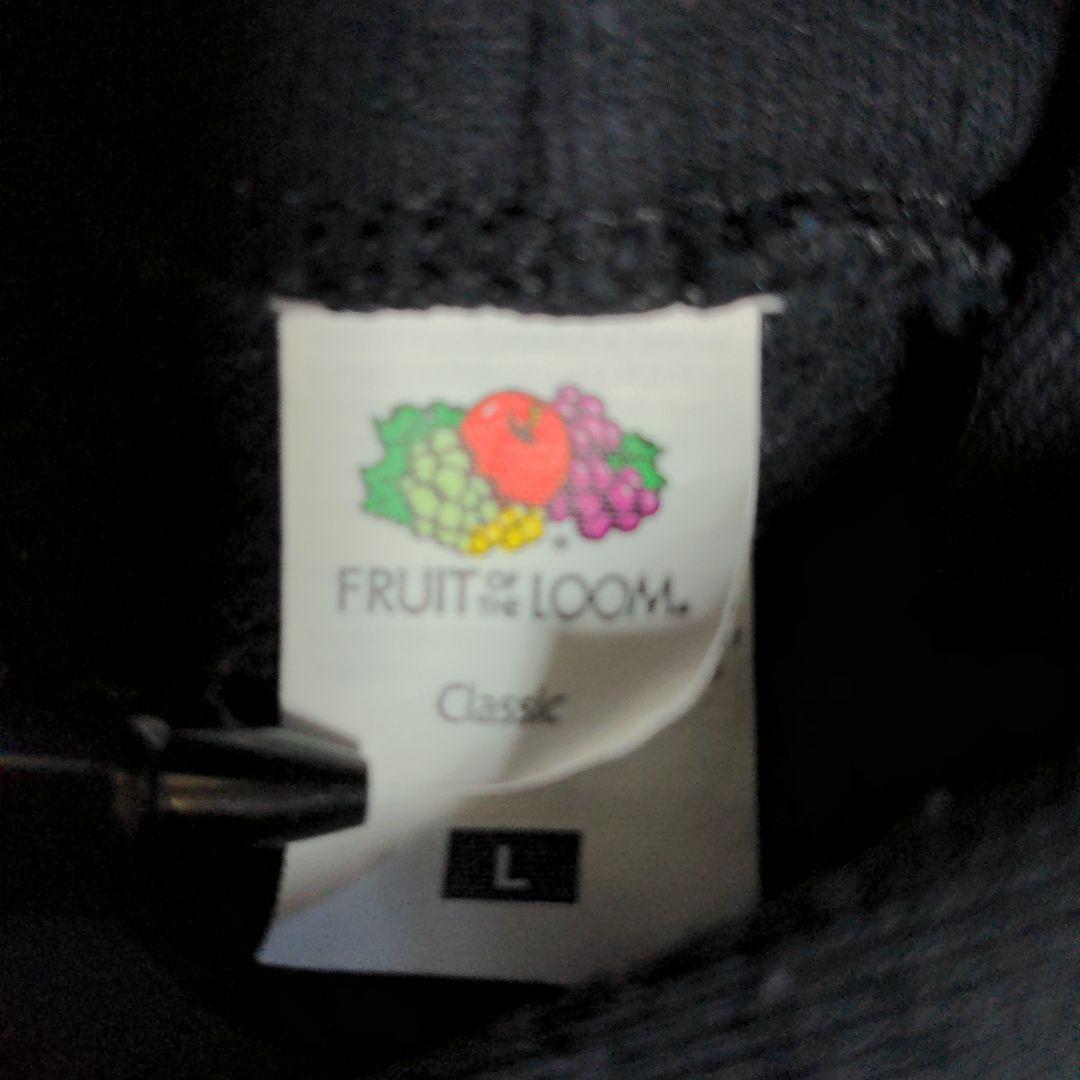 FRUIT OF THE LOOM®
Classic
L